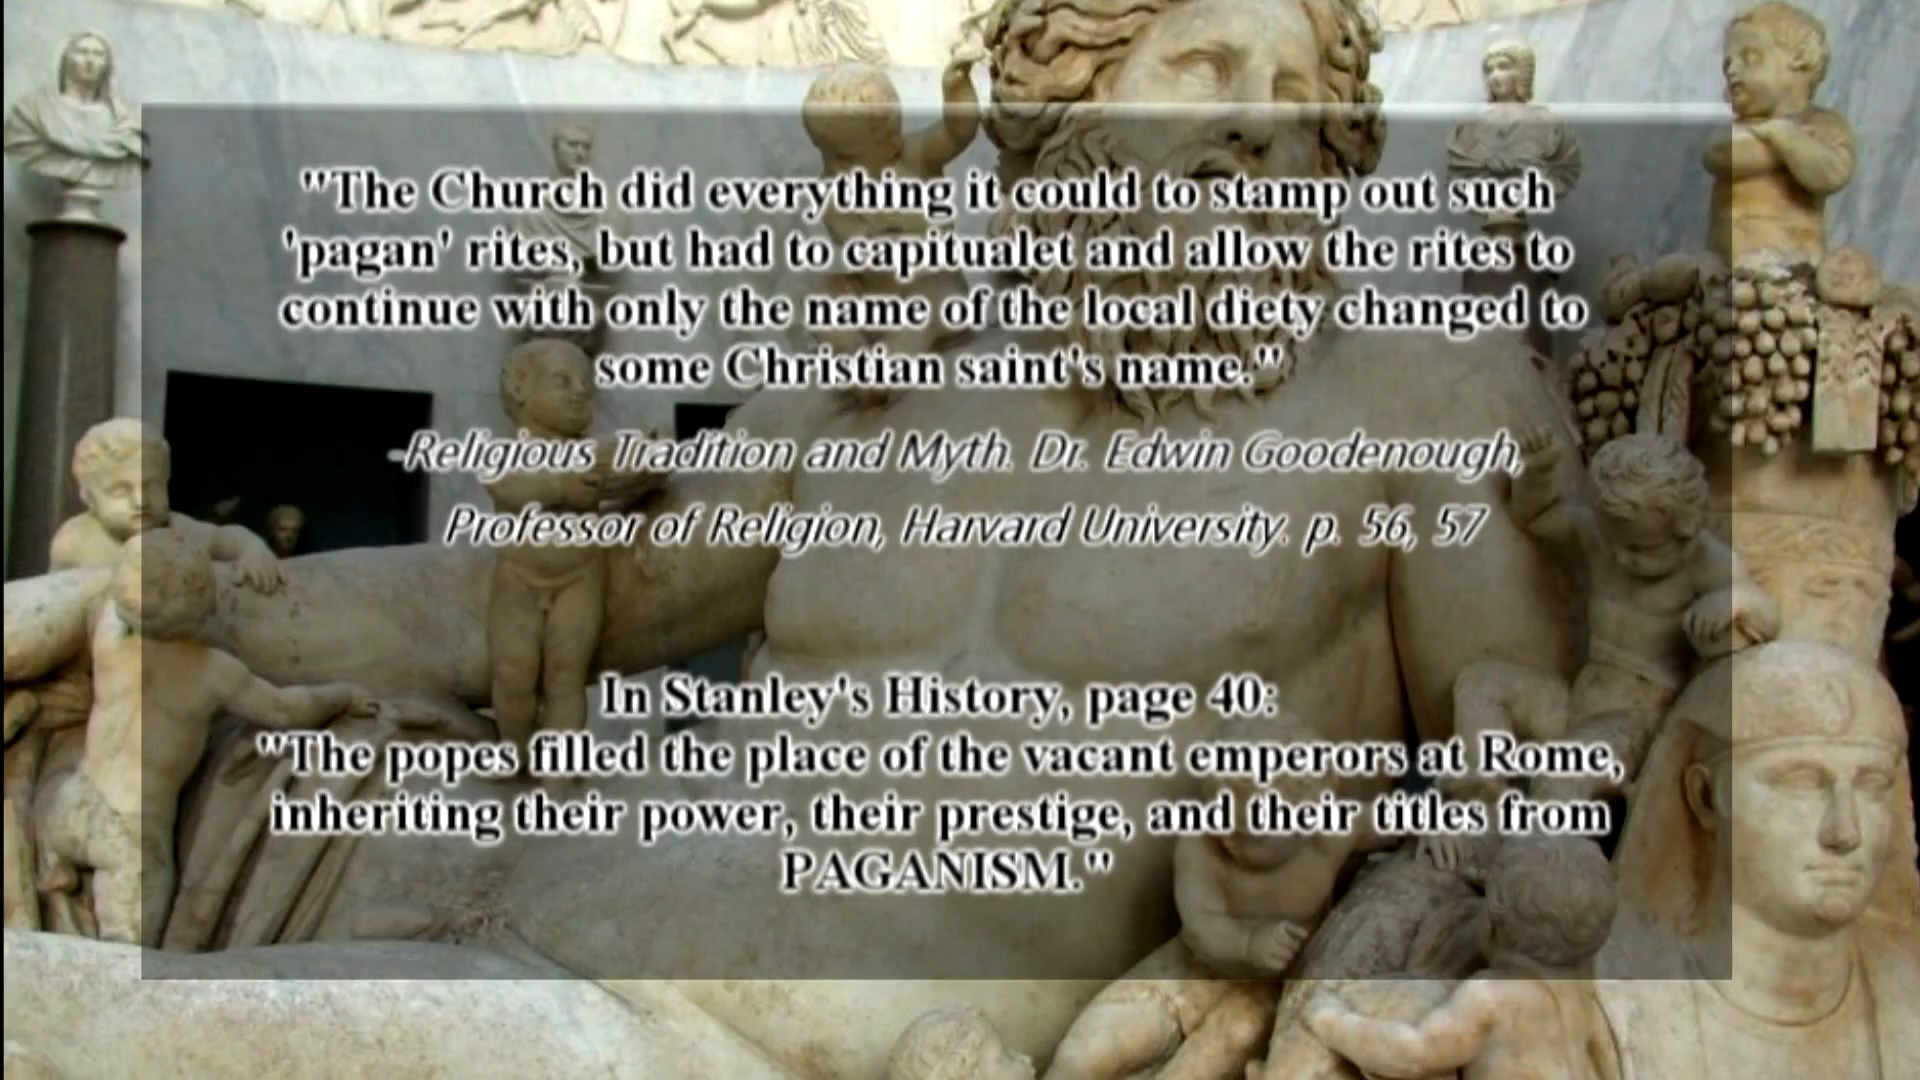 "The Church did everything it could to stamp out such
'pagan' rites, but had to capitualet and allow the rites to
continue with only the name of the local diety changed to
some Christian saint's name."
-Religious Tradition and Myth. Dr. Edwin Goodenough,
Professor of Religion, Harvard University. p. 56, 57
In Stanley's History, page 40:
"The popes filled the place of the vacant emperors at Rome,
inheriting their power, their prestige, and their titles from
PAGANISM."